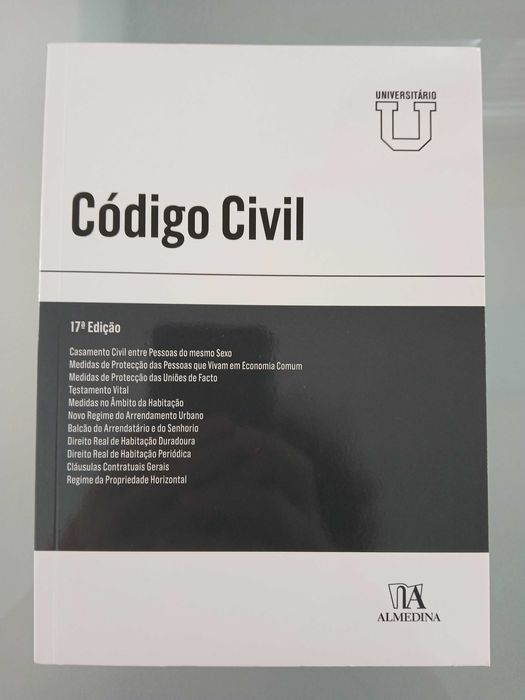 UNIVERSITÁRIO
U
Código Civil
17ª Edição
Casamento Civil entre Pessoas do mesmo Sexo
Medidas de Protecção das Pessoas que Vivam em Economia Comum
Medidas de Protecção das Uniões de Facto
Testamento Vital
Medidas no Âmbito da Habitação
Novo Regime do Arrendamento Urbano
Balcão do Arrendatário e do Senhorio
Direito Real de Habitação Duradoura
Direito Real de Habitação Periódica
Cláusulas Contratuais Gerais
Regime da Propriedade Horizontal
ALMEDINA